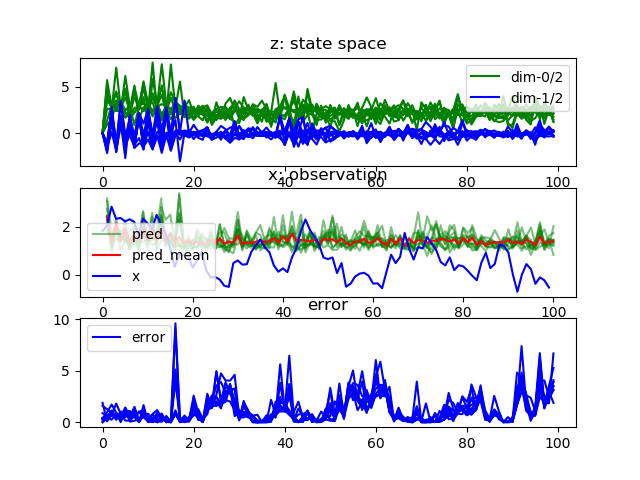 z: state space
5
0
dim-0/2
dim-1/2
0 20 40 60 80 100
x: observation
2
0
pred
pred_mean
x
0 20 40 60 80 100
error
10
5
0
error
0 20 40 60 80 100